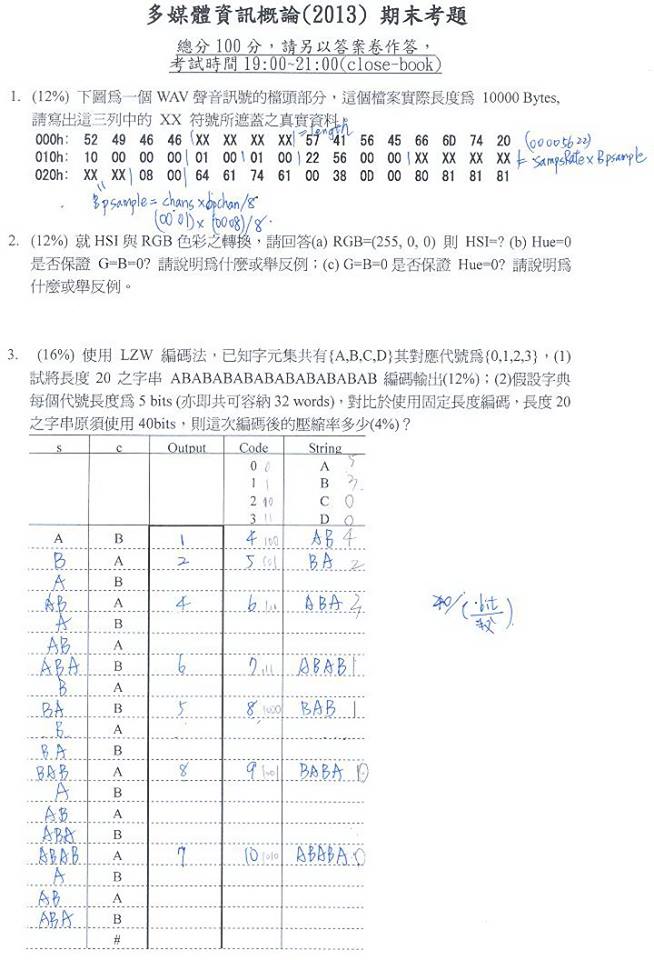 多媒體資訊概論(2013) 期末考題
總分 100 分，請另以答案卷作答，
考試時間 19:00~21:00(close-book)
1. (12%) 下圖為一個 WAV 聲音訊號的檔頭部分，這個檔案實際長度為 10000 Bytes,
請寫出這三列中的 XX 符號所遮蓋之真實資料。
= length
000h: 52 49 46 46 XX XX XX XX 57 41 56 45 66 6D 74 20 (00005622)
010h: 10 00 00 00 01 00 01 00 22 56 00 00 XX XX XX XX = sampsRate x Bpsample
020h: XX XX 08 00 64 61 74 61 00 38 0D 00 80 81 81 81
Bpsample = chans x bpchan/8
(00 01) x (0008)/8.
2. (12%) 就 HSI 與 RGB 色彩之轉換，請回答(a) RGB=(255, 0, 0) 則 HSI=? (b) Hue=0
是否保證 G=B=0? 請說明爲什麼或舉反例；(c) G=B=0 是否保證 Hue=0? 請說明爲
什麼或舉反例。
3. (16%) 使用 LZW 編碼法，已知字元集共有{A,B,C,D}其對應代號爲{0,1,2,3}，(1)
試將長度 20 之字串 ABABABABABABABABABAB 編碼輸出(12%)；(2)假設字典
每個代號長度爲 5 bits (亦即共可容納 32 words)，對比於使用固定長度編碼，長度 20
之字串原須使用 40bits，則這次編碼後的壓縮率多少(4%)？
s c Output Code String
0 0 A 5
1 1 B 3
2 10 C 0
3 11 D 0
A B 1 4 100 AB 4
B A 2 5 101 BA 2
A B
AB A 4 6 ABA
A B
AB A
ABA B 6 7 111 ABAB 1
B A
BA B 5 8 1000 BAB 1
B A
BA B
BAB A 8 9 1001 BABA 0
A B
AB A
ABA B
ABAB A 7 10 1010 ABABA 0
A B
AB A
ABA B
#
40/(bit